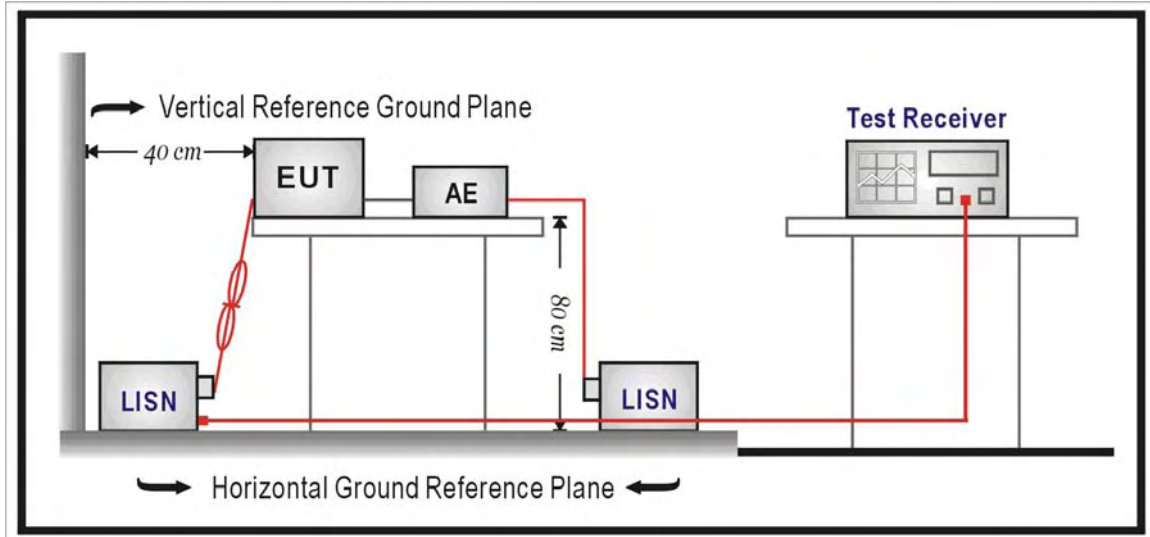 Vertical Reference Ground Plane
Test Receiver
40 cm
EUT
AE
80 cm
LISN
LISN
Horizontal Ground Reference Plane